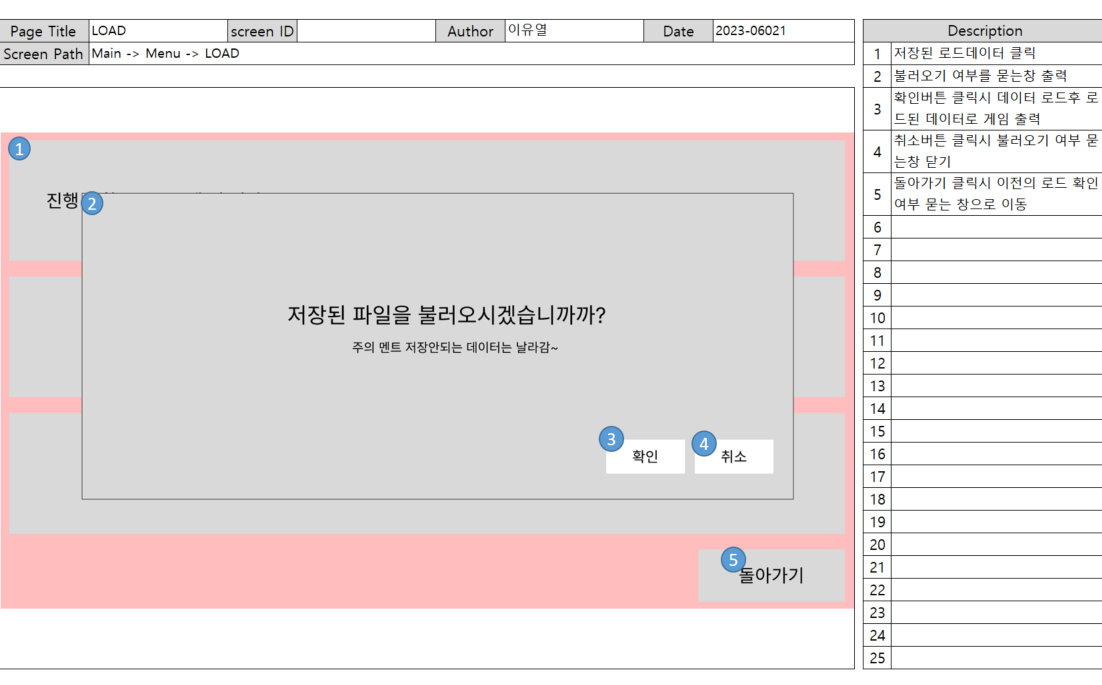 Page Title LOAD screen ID Author 이유열 Date 2023-06021
Screen Path Main -> Menu -> LOAD
Description
1 저장된 로드데이터 클릭
2 불러오기 여부를 묻는창 출력
3 확인버튼 클릭시 데이터 로드후 로
드된 데이터로 게임 출력
4 취소버튼 클릭시 불러오기 여부 묻
는창 닫기
5 돌아가기 클릭시 이전의 로드 확인
여부 묻는 창으로 이동
6
7
8
9
10
11
12
13
14
15
16
17
18
19
20
21
22
23
24
25
1
진행
2
저장된 파일을 불러오시겠습니까까?
주의 멘트 저장안되는 데이터는 날라감~
3 확인
4 취소
5 돌아가기